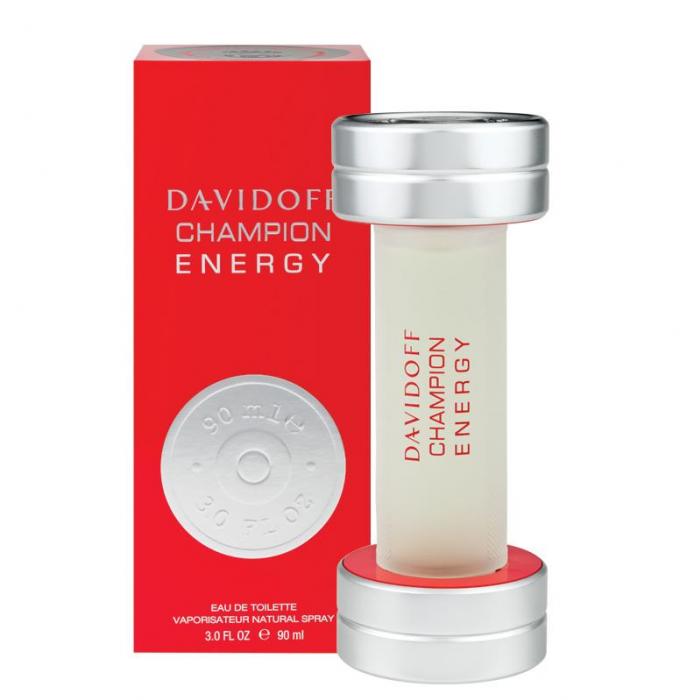 DAVIDOFF
CHAMPION
ENERGY
90 ml e
3.0 FL OZ
EAU DE TOILETTE
VAPORISATEUR NATURAL SPRAY
3.0 FL OZ e 90 ml
DAVIDOFF
CHAMPION
ENERGY